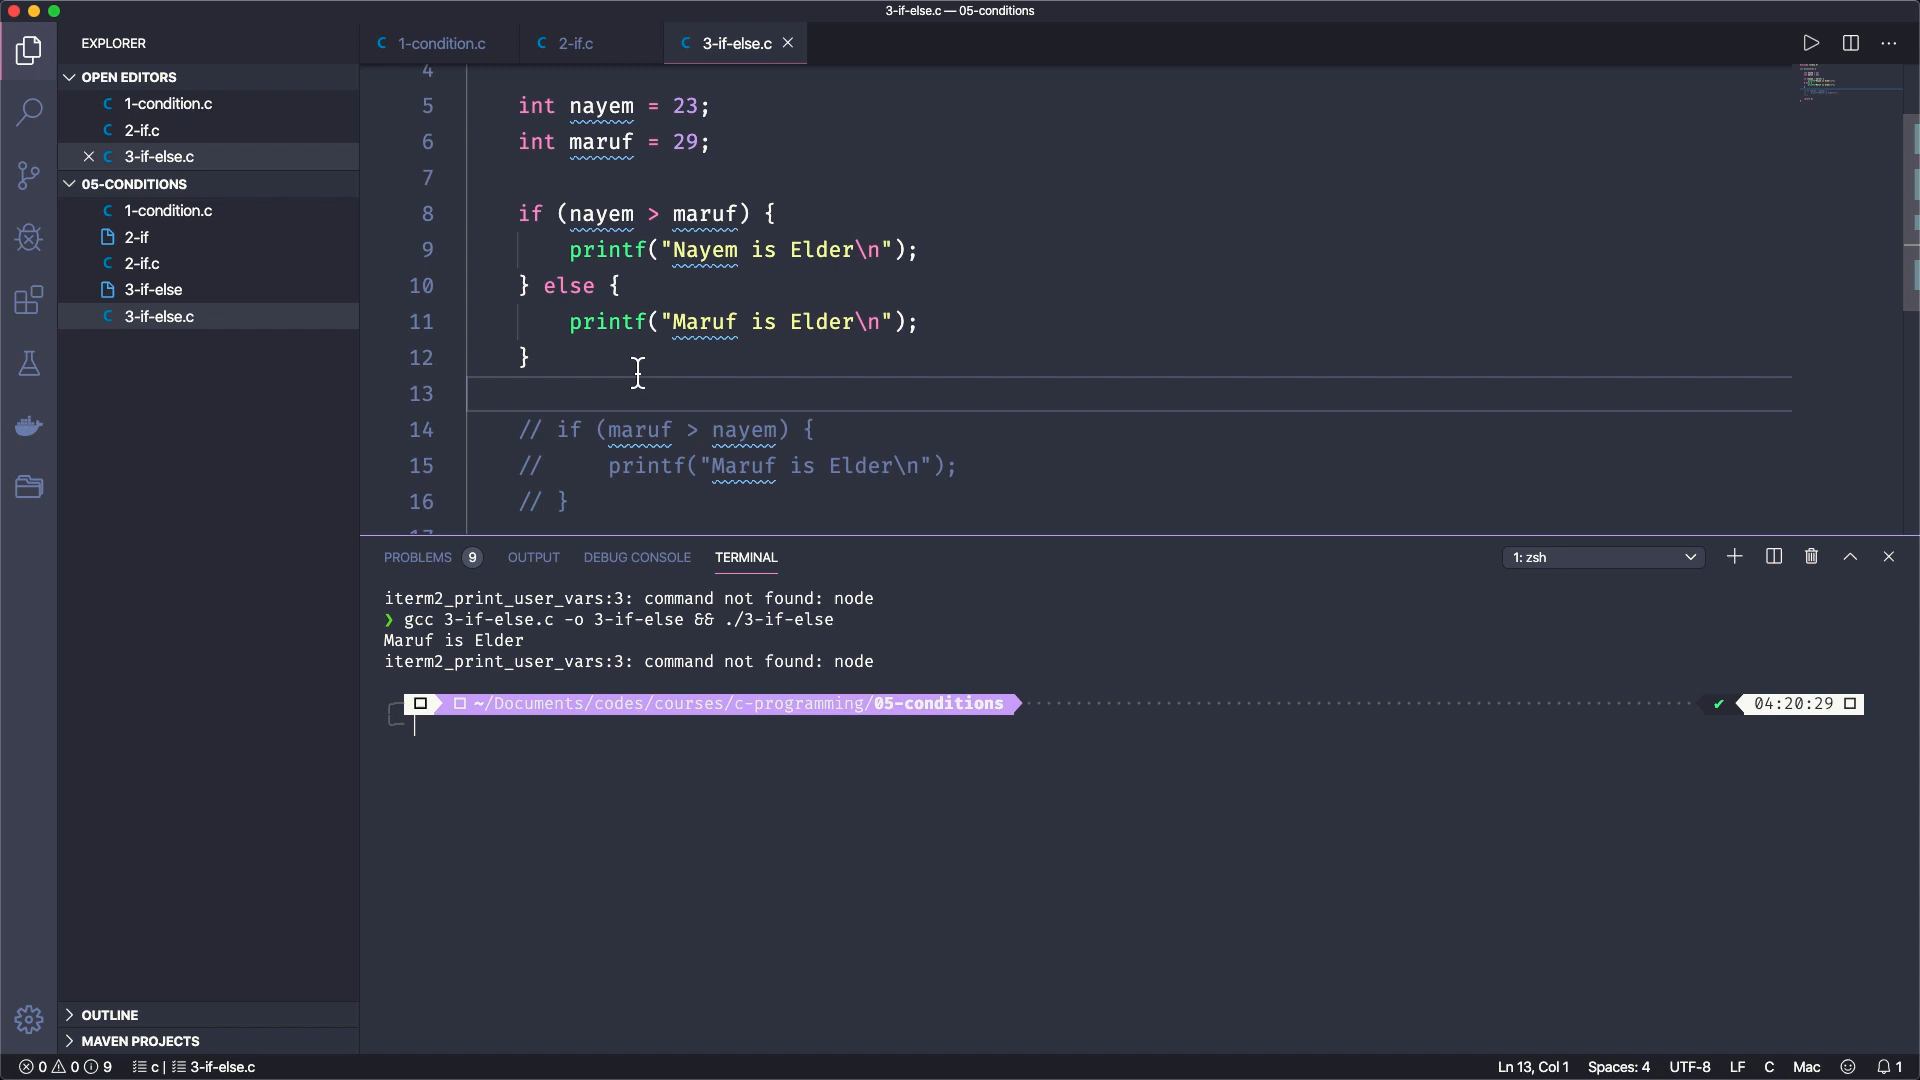 3-if-else.c — 05-conditions
EXPLORER
1-condition.c
2-if.c
3-if-else.c
OPEN EDITORS
1-condition.c
2-if.c
3-if-else.c
05-CONDITIONS
1-condition.c
2-if
2-if.c
3-if-else
3-if-else.c
OUTLINE
MAVEN PROJECTS
4
5 int nayem = 23;
6 int maruf = 29;
7
8 if (nayem > maruf) {
9 printf("Nayem is Elder\n");
10 } else {
11 printf("Maruf is Elder\n");
12 }
13
14 // if (maruf > nayem) {
15 // printf("Maruf is Elder\n");
16 // }
PROBLEMS 9 OUTPUT DEBUG CONSOLE TERMINAL 1: zsh
iterm2_print_user_vars:3: command not found: node
❯ gcc 3-if-else.c -o 3-if-else && ./3-if-else
Maruf is Elder
iterm2_print_user_vars:3: command not found: node
~/Documents/codes/courses/c-programming/05-conditions ✔ 04:20:29
0 0 9 c | 3-if-else.c Ln 13, Col 1 Spaces: 4 UTF-8 LF C Mac 1